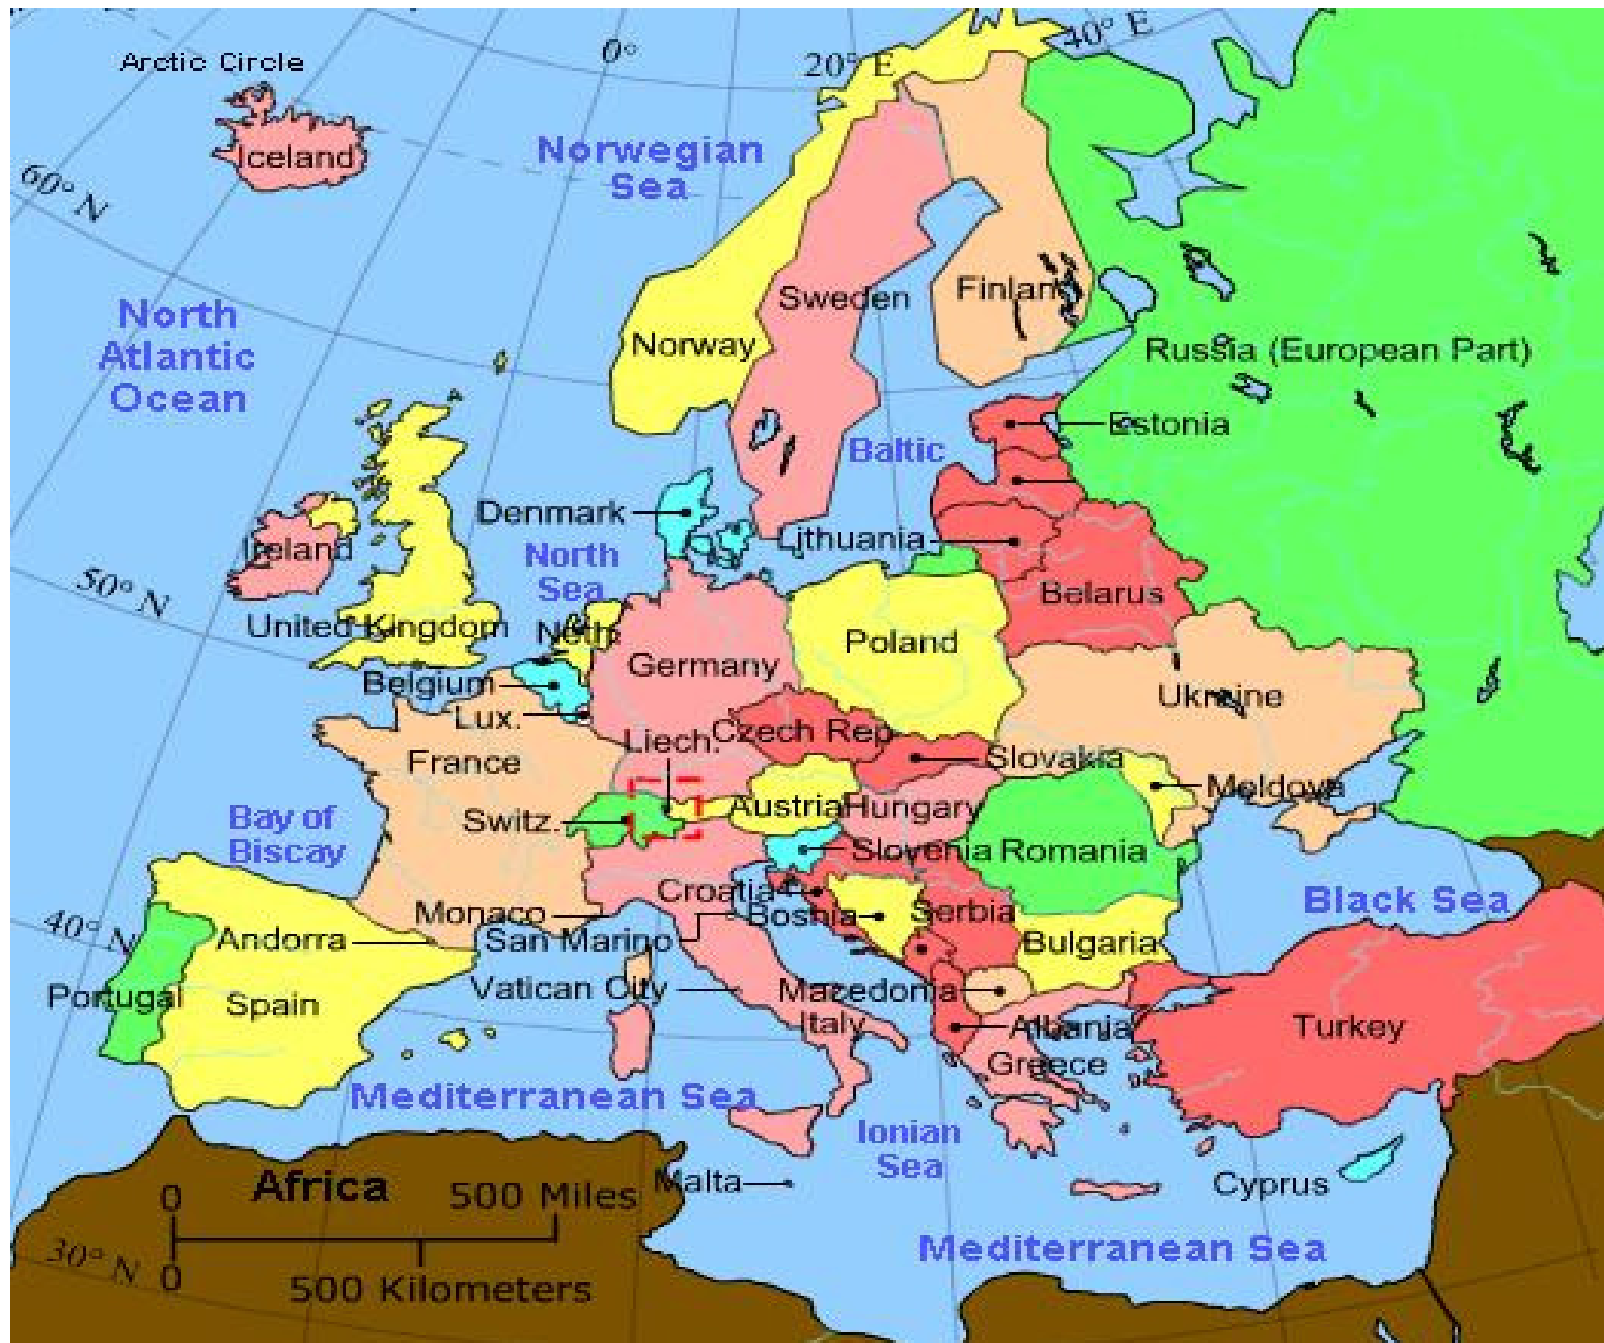 Arctic Circle
0°
20° E
40° E
Iceland
Norwegian
Sea
60° N
North
Atlantic
Ocean
Sweden
Finland
Norway
Russia (European Part)
Estonia
Baltic
Denmark
Lithuania
Ireland
North
Sea
50° N
Belarus
United Kingdom
Neth.
Poland
Germany
Belgium
Ukraine
Lux.
Czech Rep
Liech.
Slovakia
France
Moldova
Austria
Hungary
Switz.
Bay of
Biscay
Slovenia
Romania
Croatia
Black Sea
Monaco
Bosnia
Serbia
40° N
Andorra
San Marino
Bulgaria
Vatican City
Macedonia
Portugal
Spain
Italy
Albania
Turkey
Greece
Mediterranean Sea
Ionian
Sea
Africa
Malta
Cyprus
0
500 Miles
Mediterranean Sea
30° N
0
500 Kilometers